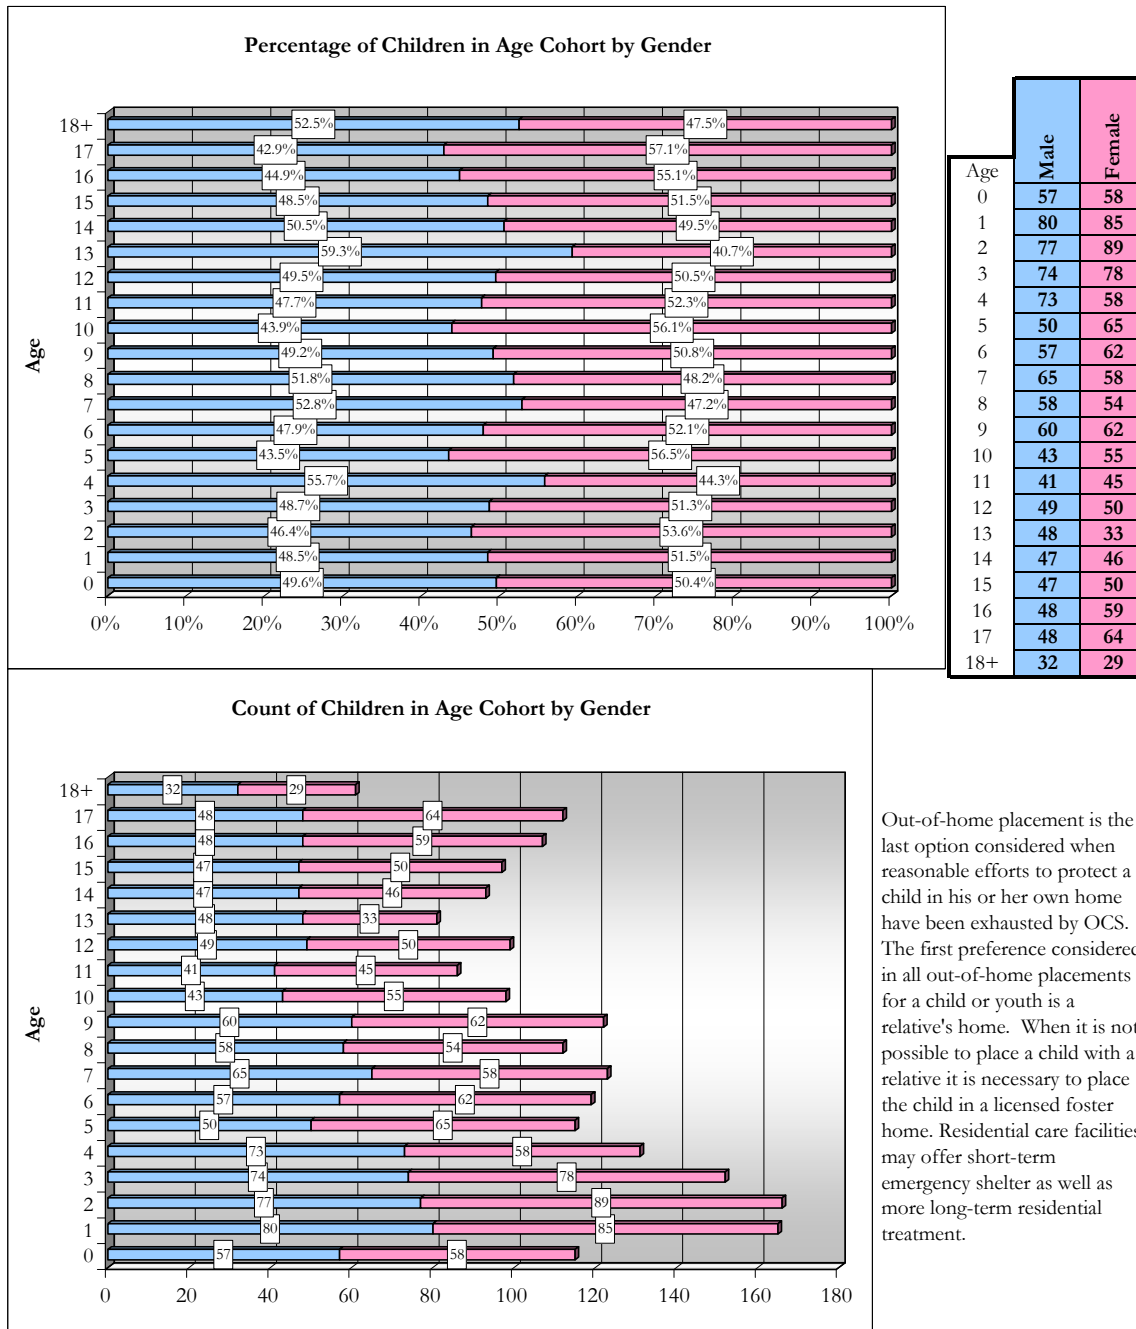 Percentage of Children in Age Cohort by Gender
18+ 52.5% 47.5%
17 42.9% 57.1%
16 44.9% 55.1%
15 48.5% 51.5%
14 50.5% 49.5%
13 59.3% 40.7%
12 49.5% 50.5%
11 47.7% 52.3%
10 43.9% 56.1%
9 49.2% 50.8%
8 51.8% 48.2%
7 52.8% 47.2%
6 47.9% 52.1%
5 43.5% 56.5%
4 55.7% 44.3%
3 48.7% 51.3%
2 46.4% 53.6%
1 48.5% 51.5%
0 49.6% 50.4%
Age
0% 10% 20% 30% 40% 50% 60% 70% 80% 90% 100%
Age Male Female
0 57 58
1 80 85
2 77 89
3 74 78
4 73 58
5 50 65
6 57 62
7 65 58
8 58 54
9 60 62
10 43 55
11 41 45
12 49 50
13 48 33
14 47 46
15 47 50
16 48 59
17 48 64
18+ 32 29
Count of Children in Age Cohort by Gender
18+ 32 29
17 48 64
16 48 59
15 47 50
14 47 46
13 48 33
12 49 50
11 41 45
10 43 55
9 60 62
8 58 54
7 65 58
6 57 62
5 50 65
4 73 58
3 74 78
2 77 89
1 80 85
0 57 58
Age
0 20 40 60 80 100 120 140 160 180
Out-of-home placement is the
last option considered when
reasonable efforts to protect a
child in his or her own home
have been exhausted by OCS.
The first preference considered
in all out-of-home placements
for a child or youth is a
relative's home. When it is not
possible to place a child with a
relative it is necessary to place
the child in a licensed foster
home. Residential care facilities
may offer short-term
emergency shelter as well as
more long-term residential
treatment.